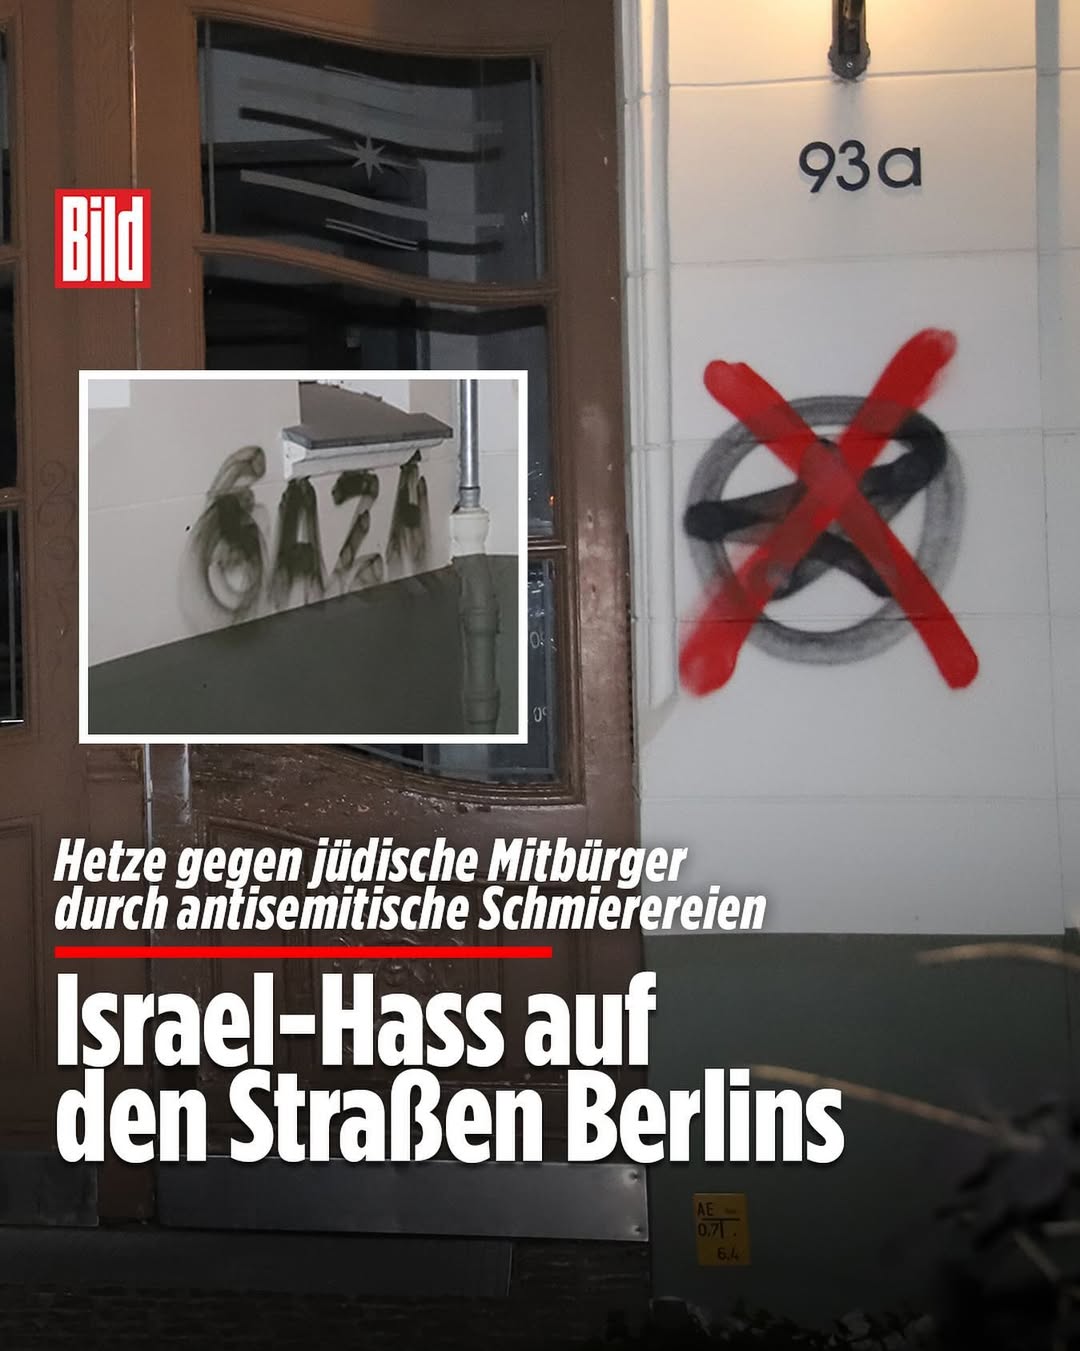 93a
Bild
GAZA
Hetze gegen jüdische Mitbürger
durch antisemitische Schmierereien
Israel-Hass auf
den Straßen Berlins
AE
0.7
6.4